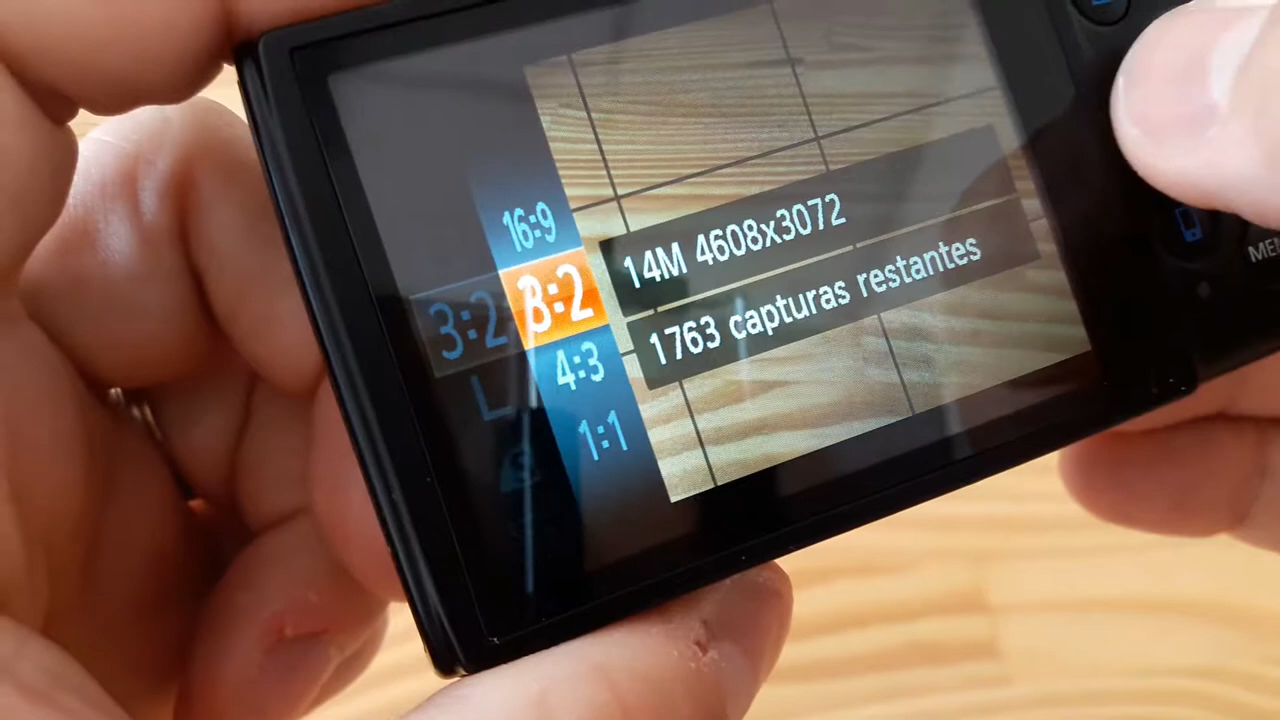 16:9
3:2
3:2
4:3
1:1
L
14M 4608x3072
1763 capturas restantes